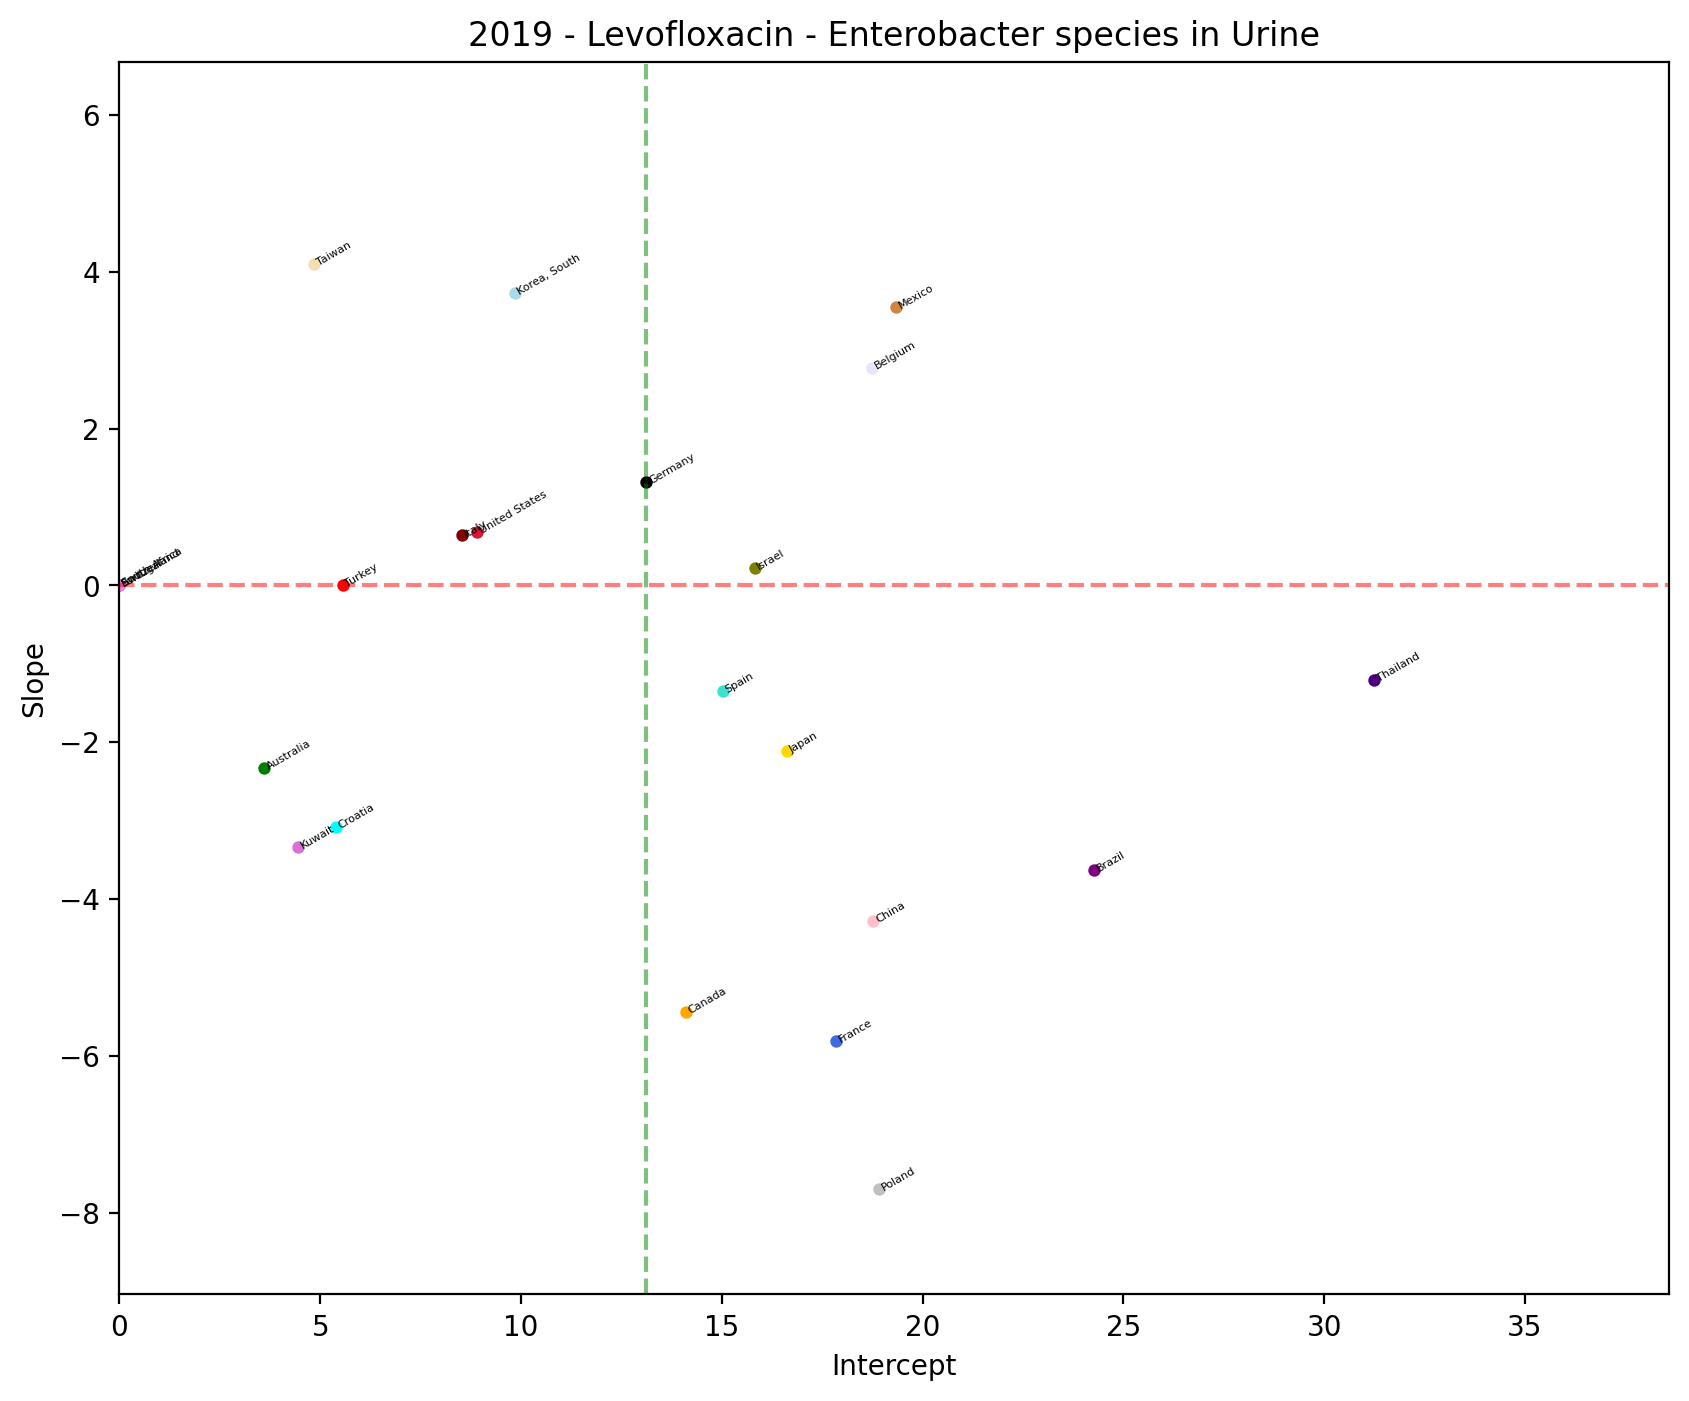 2019 - Levofloxacin - Enterobacter species in Urine
6
Taiwan
4
Korea, South
Mexico
Belgium
2
Germany
United States
Italy
Israel
0
Turkey
Thailand
Spain
Japan
−2
Australia
Croatia
Kuwait
Brazil
−4
China
Canada
France
−6
Poland
−8
Slope
0
5
10
15
20
25
30
35
Intercept